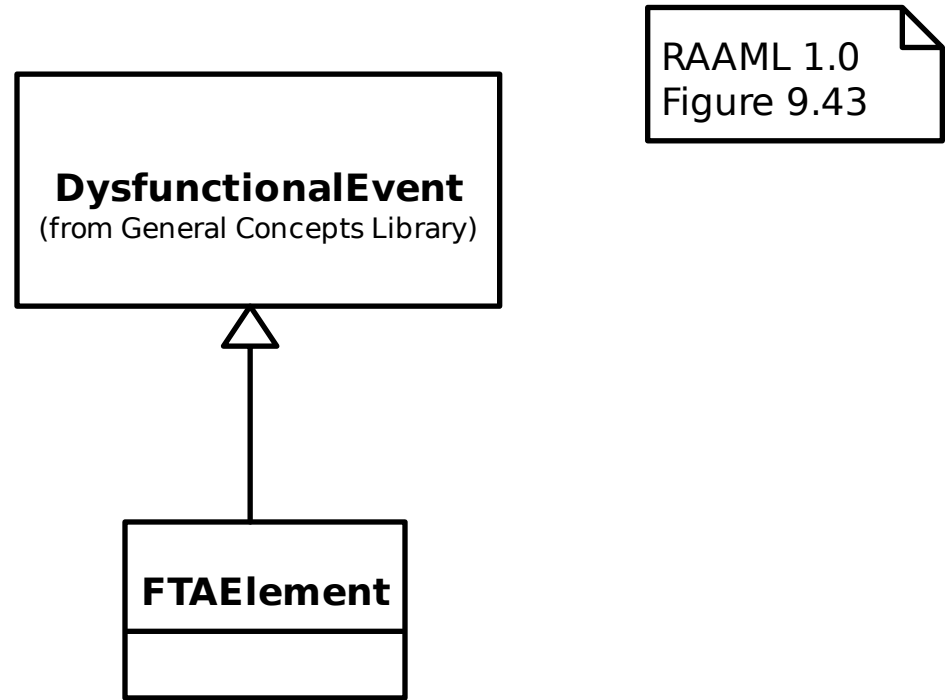 RAAML 1.0
Figure 9.43
DysfunctionalEvent
(from General Concepts Library)
FTAElement